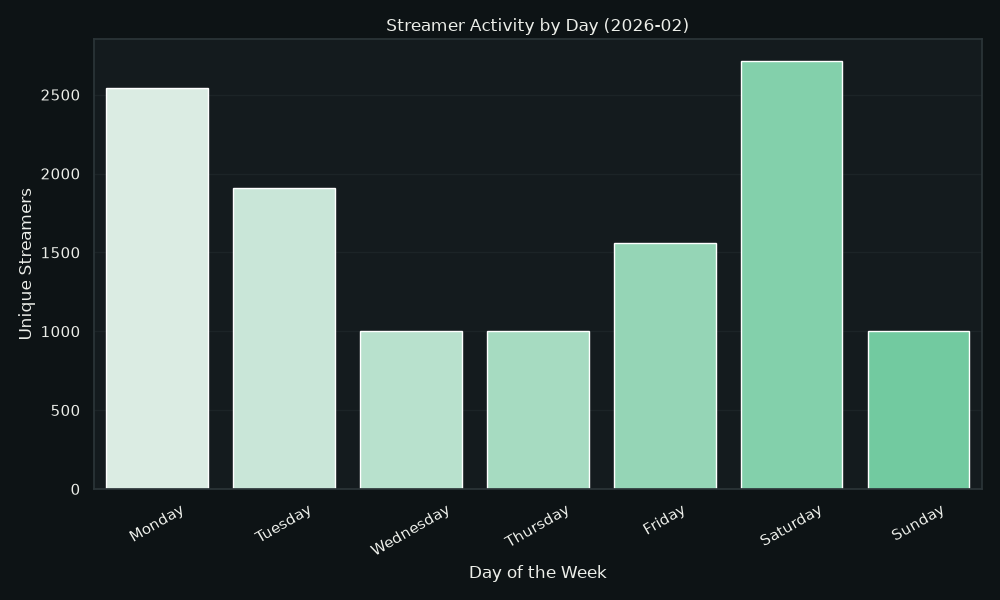 Streamer Activity by Day (2026-02)
Unique Streamers
2500
2000
1500
1000
500
0
Monday
Tuesday
Wednesday
Thursday
Friday
Saturday
Sunday
Day of the Week